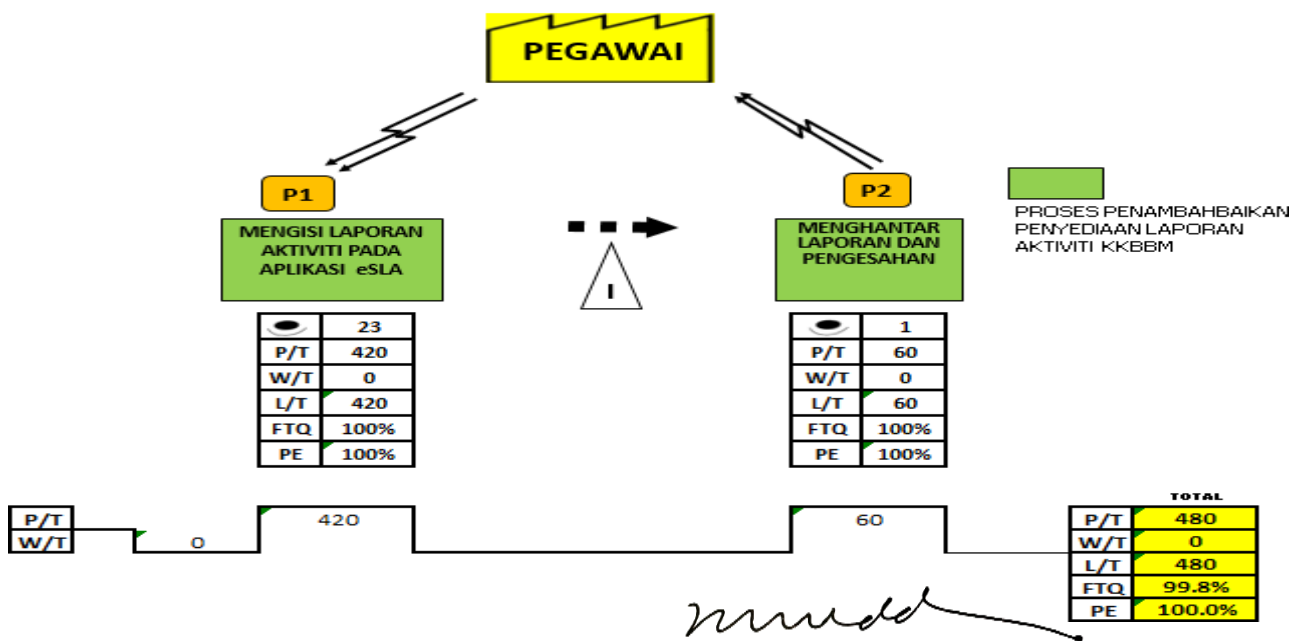 PEGAWAI
P1
P2
MENGISI LAPORAN
AKTIVITI PADA
APLIKASI eSLA
MENGHANTAR
LAPORAN DAN
PENGESAHAN
I
PROSES PENAMBAHBAIKAN
PENYEDIAAN LAPORAN
AKTIVITI KKBBM
23
P/T 420
W/T 0
L/T 420
FTQ 100%
PE 100%
1
P/T 60
W/T 0
L/T 60
FTQ 100%
PE 100%
P/T
W/T
0
420
60
TOTAL
P/T 480
W/T 0
L/T 480
FTQ 99.8%
PE 100.0%